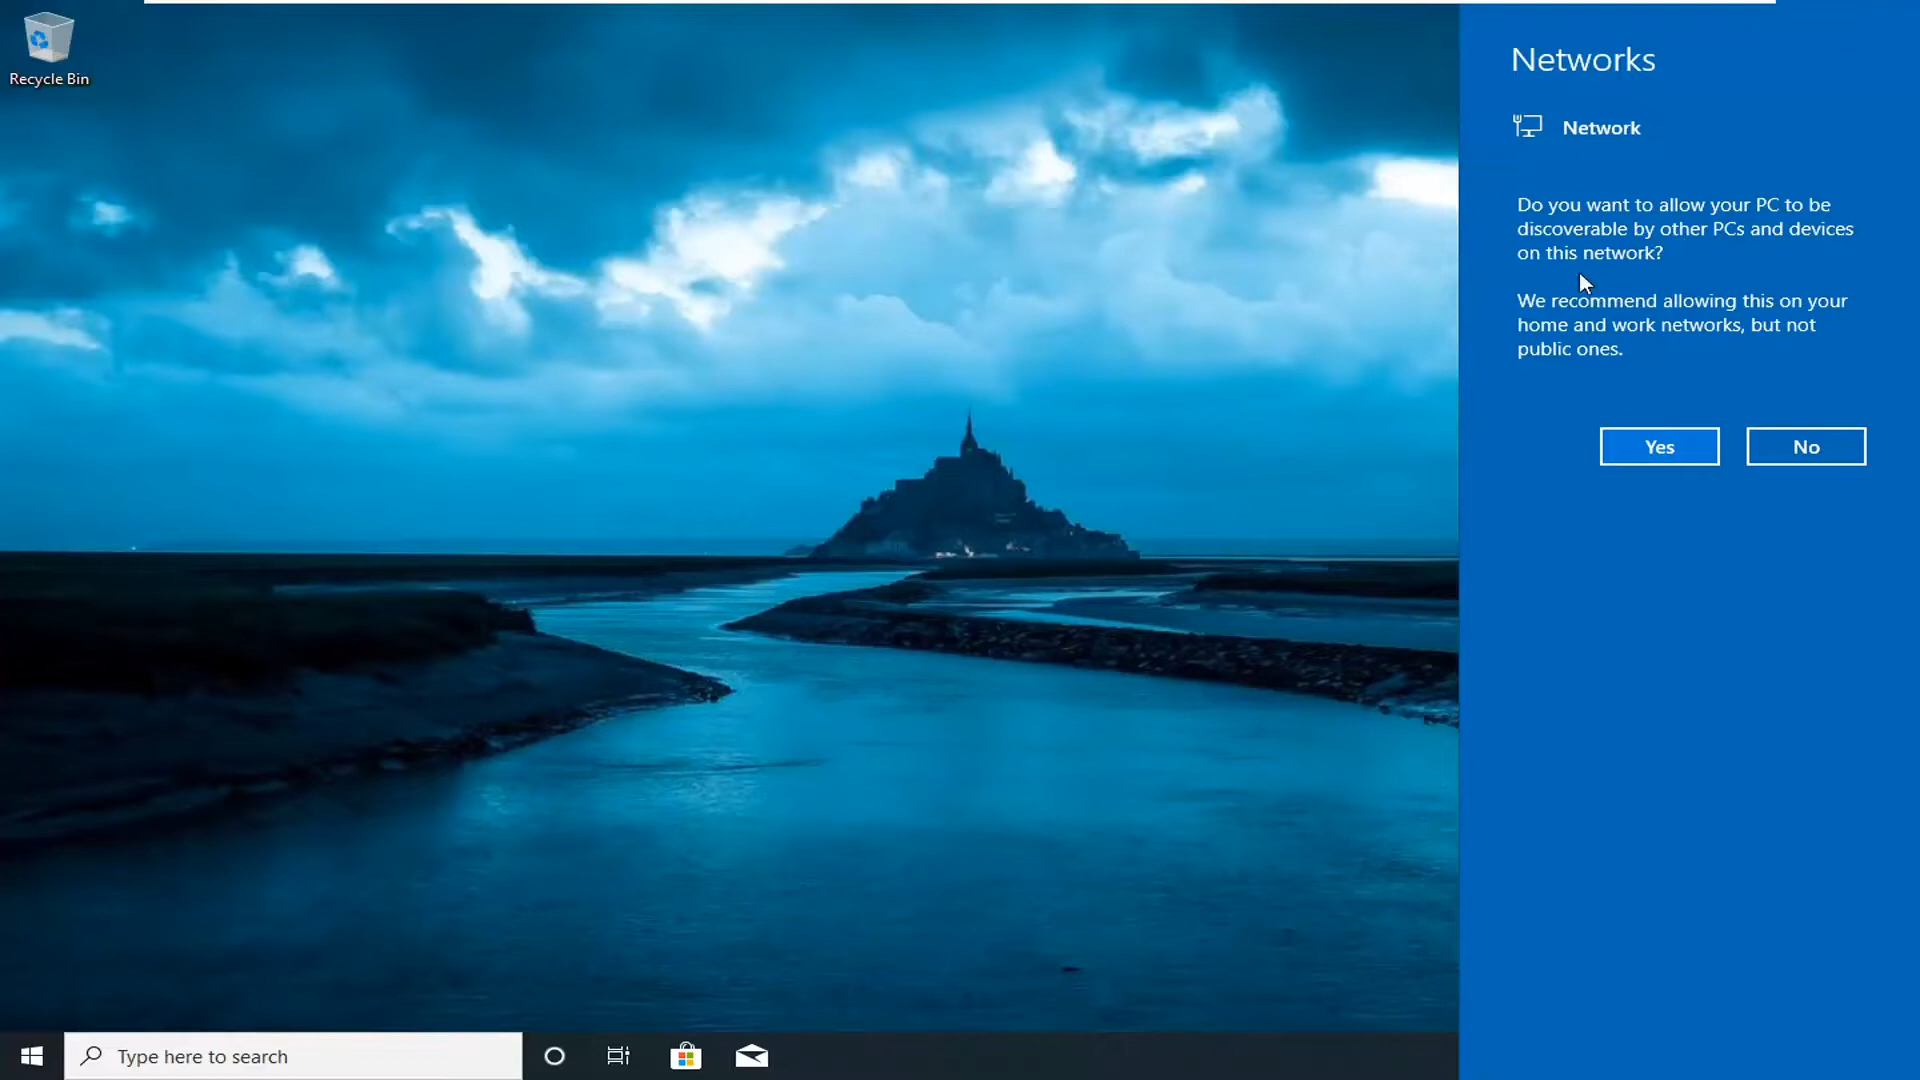 Recycle Bin
Networks
Network
Do you want to allow your PC to be
discoverable by other PCs and devices
on this network?
We recommend allowing this on your
home and work networks, but not
public ones.
Yes
No
Type here to search